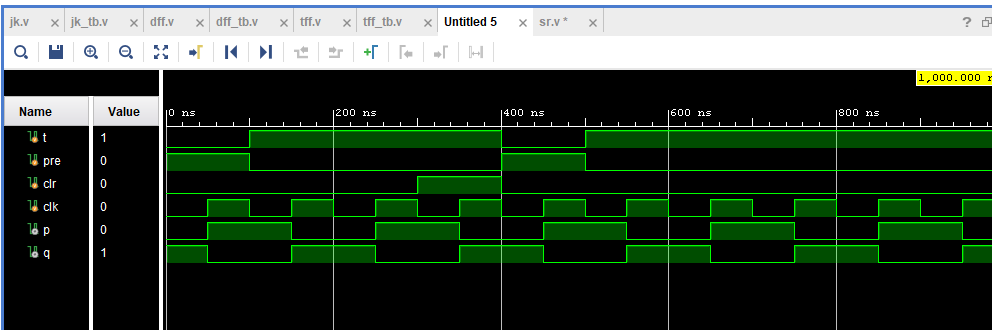 jk.v jk_tb.v dff.v dff_tb.v tff.v tff_tb.v Untitled 5 sr.v *
1,000.000 n
Name Value
0 ns 200 ns 400 ns 600 ns 800 ns
t 1
pre 0
clr 0
clk 0
p 0
q 1